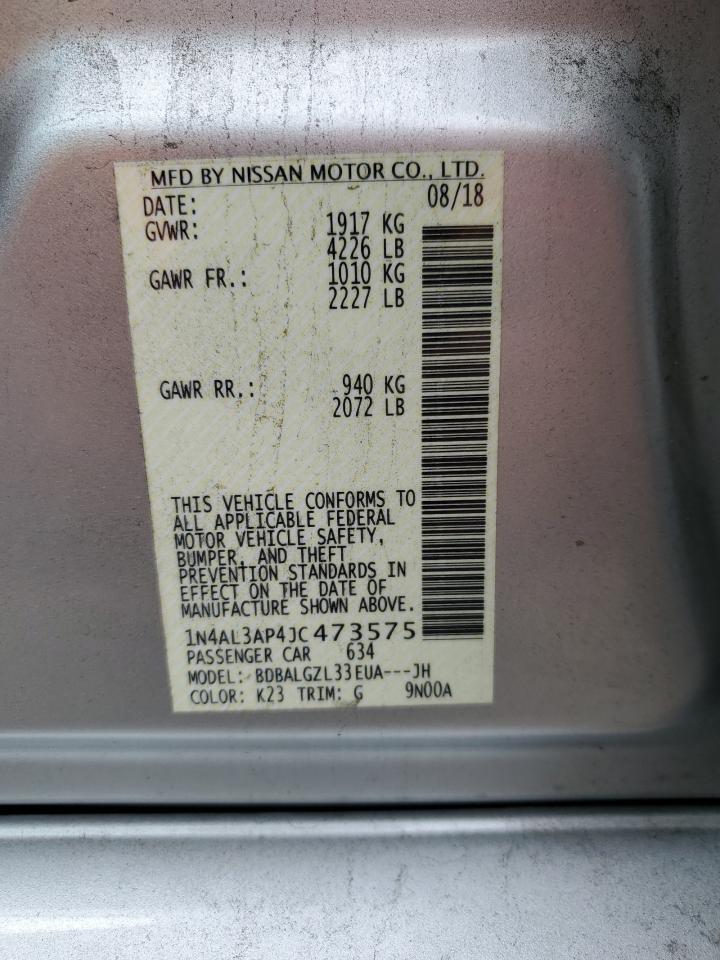 MFD BY NISSAN MOTOR CO., LTD.
DATE: 08/18
GVWR: 1917 KG
4226 LB
GAWR FR.: 1010 KG
2227 LB
GAWR RR.: 940 KG
2072 LB
THIS VEHICLE CONFORMS TO
ALL APPLICABLE FEDERAL
MOTOR VEHICLE SAFETY,
BUMPER, AND THEFT
PREVENTION STANDARDS IN
EFFECT ON THE DATE OF
MANUFACTURE SHOWN ABOVE.
1N4AL3AP4JC473575
PASSENGER CAR 634
MODEL: BDBALGZL33EUA---JH
COLOR: K23 TRIM: G 9N00A